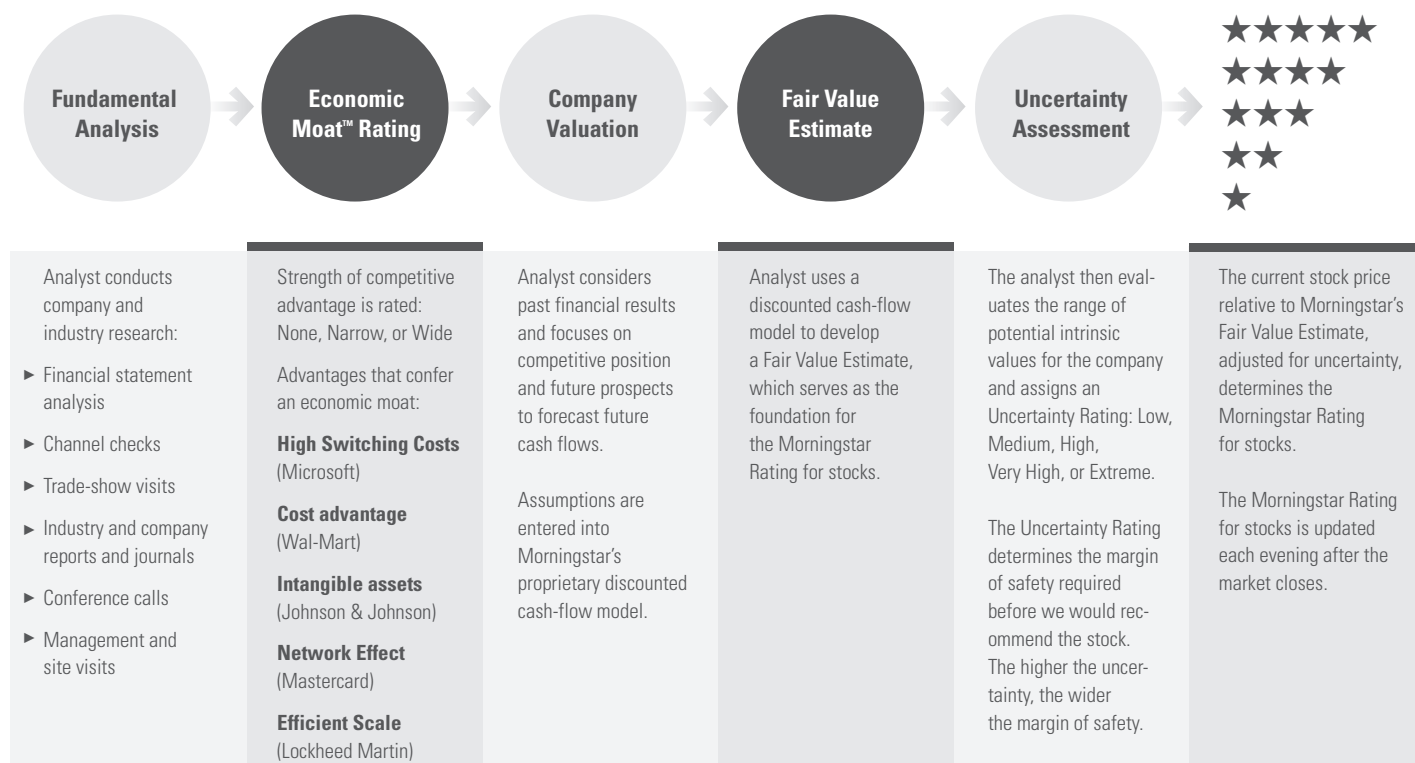 Fundamental
Analysis
Economic
Moat™ Rating
Company
Valuation
Fair Value
Estimate
Uncertainty
Assessment
★★★★★
★★★★
★★★
★★
★
Analyst conducts
company and
industry research:
► Financial statement
analysis
► Channel checks
► Trade-show visits
► Industry and company
reports and journals
► Conference calls
► Management and
site visits
Strength of competitive
advantage is rated:
None, Narrow, or Wide
Advantages that confer
an economic moat:
High Switching Costs
(Microsoft)
Cost advantage
(Wal-Mart)
Intangible assets
(Johnson & Johnson)
Network Effect
(Mastercard)
Efficient Scale
(Lockheed Martin)
Analyst considers
past financial results
and focuses on
competitive position
and future prospects
to forecast future
cash flows.
Assumptions are
entered into
Morningstar's
proprietary discounted
cash-flow model.
Analyst uses a
discounted cash-flow
model to develop
a Fair Value Estimate,
which serves as the
foundation for
the Morningstar
Rating for stocks.
The analyst then eval-
uates the range of
potential intrinsic
values for the company
and assigns an
Uncertainty Rating: Low,
Medium, High,
Very High, or Extreme.
The Uncertainty Rating
determines the margin
of safety required
before we would rec-
ommend the stock.
The higher the uncer-
tainty, the wider
the margin of safety.
The current stock price
relative to Morningstar's
Fair Value Estimate,
adjusted for uncertainty,
determines the
Morningstar Rating
for stocks.
The Morningstar Rating
for stocks is updated
each evening after the
market closes.